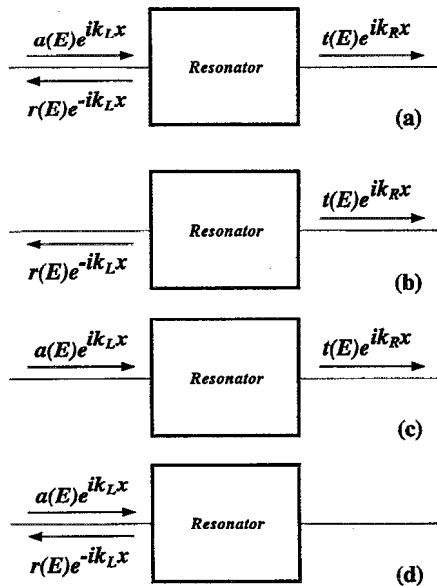 a(E)e^{ik_L x} t(E)e^{ik_R x}
Resonator
r(E)e^{-ik_L x}
(a)
t(E)e^{ik_R x}
Resonator
r(E)e^{-ik_L x}
(b)
a(E)e^{ik_L x} t(E)e^{ik_R x}
Resonator
(c)
a(E)e^{ik_L x}
Resonator
r(E)e^{-ik_L x}
(d)